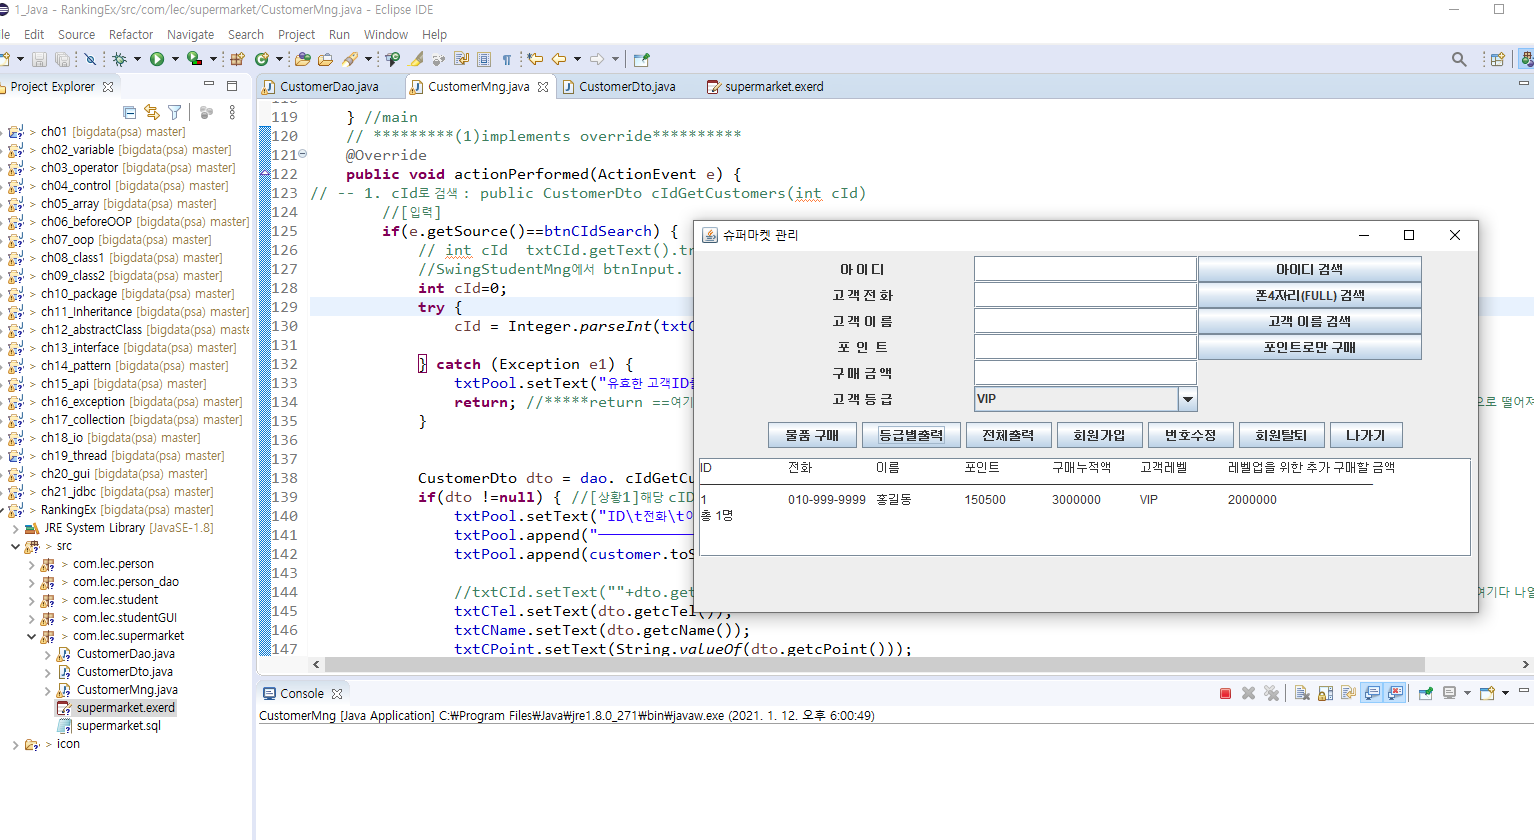 1_Java - RankingEx/src/com/lec/supermarket/CustomerMng.java - Eclipse IDE
Edit Source Refactor Navigate Search Project Run Window Help
Project Explorer
CustomerDao.java CustomerMng.java CustomerDto.java supermarket.exerd
> ch01 [bigdata(psa) master]
> ch02_variable [bigdata(psa) master]
> ch03_operator [bigdata(psa) master]
> ch04_control [bigdata(psa) master]
> ch05_array [bigdata(psa) master]
> ch06_beforeOOP [bigdata(psa) master]
> ch07_oop [bigdata(psa) master]
> ch08_class1 [bigdata(psa) master]
> ch09_class2 [bigdata(psa) master]
> ch10_package [bigdata(psa) master]
> ch11_Inheritance [bigdata(psa) master]
> ch12_abstractClass [bigdata(psa) maste
> ch13_interface [bigdata(psa) master]
> ch14_pattern [bigdata(psa) master]
> ch15_api [bigdata(psa) master]
> ch16_exception [bigdata(psa) master]
> ch17_collection [bigdata(psa) master]
> ch18_io [bigdata(psa) master]
> ch19_thread [bigdata(psa) master]
> ch20_gui [bigdata(psa) master]
> ch21_jdbc [bigdata(psa) master]
> RankingEx [bigdata(psa) master]
JRE System Library [JavaSE-1.8]
> src
> com.lec.person
> com.lec.person_dao
> com.lec.student
> com.lec.studentGUI
> com.lec.supermarket
CustomerDao.java
CustomerDto.java
CustomerMng.java
supermarket.exerd
supermarket.sql
> icon
119 } //main
120 // *********(1)implements override**********
121 @Override
122 public void actionPerformed(ActionEvent e) {
123 // -- 1. cId로 검색 : public CustomerDto cIdGetCustomers(int cId)
124 //[입력]
125 if(e.getSource()==btnCIdSearch) {
126 // int cId txtCId.getText().tr
127 //SwingStudentMng에서 btnInput.
128 int cId=0;
129 try {
130 cId = Integer.parseInt(txtC
131
132 } catch (Exception e1) {
133 txtPool.setText("유효한 고객ID를
134 return; //*****return ==여기 으로 떨어져
135 }
136
137
138 CustomerDto dto = dao. cIdGetCu
139 if(dto !=null) { //[상황1]해당 cID
140 txtPool.setText("ID\t전화\t이
141 txtPool.append("——————
142 txtPool.append(customer.toS
143
144 //txtCId.setText(""+dto.get 여기다 나열
145 txtCTel.setText(dto.getcTel());
146 txtCName.setText(dto.getcName());
147 txtCPoint.setText(String.valueOf(dto.getcPoint()));
슈퍼마켓 관리
아 이 디 아이디 검색
고 객 전 화 폰4자리(FULL) 검색
고 객 이 름 고객 이름 검색
포 인 트 포인트로만 구매
구 매 금 액
고 객 등 급 VIP
물품 구매 등급별출력 전체출력 회원가입 번호수정 회원탈퇴 나가기
ID 전화 이름 포인트 구매누적액 고객레벨 레벨업을 위한 추가 구매할 금액
1 010-999-9999 홍길동 150500 3000000 VIP 2000000
총 1명
Console
CustomerMng [Java Application] C:₩Program Files₩Java₩jre1.8.0_271₩bin₩javaw.exe (2021. 1. 12. 오후 6:00:49)